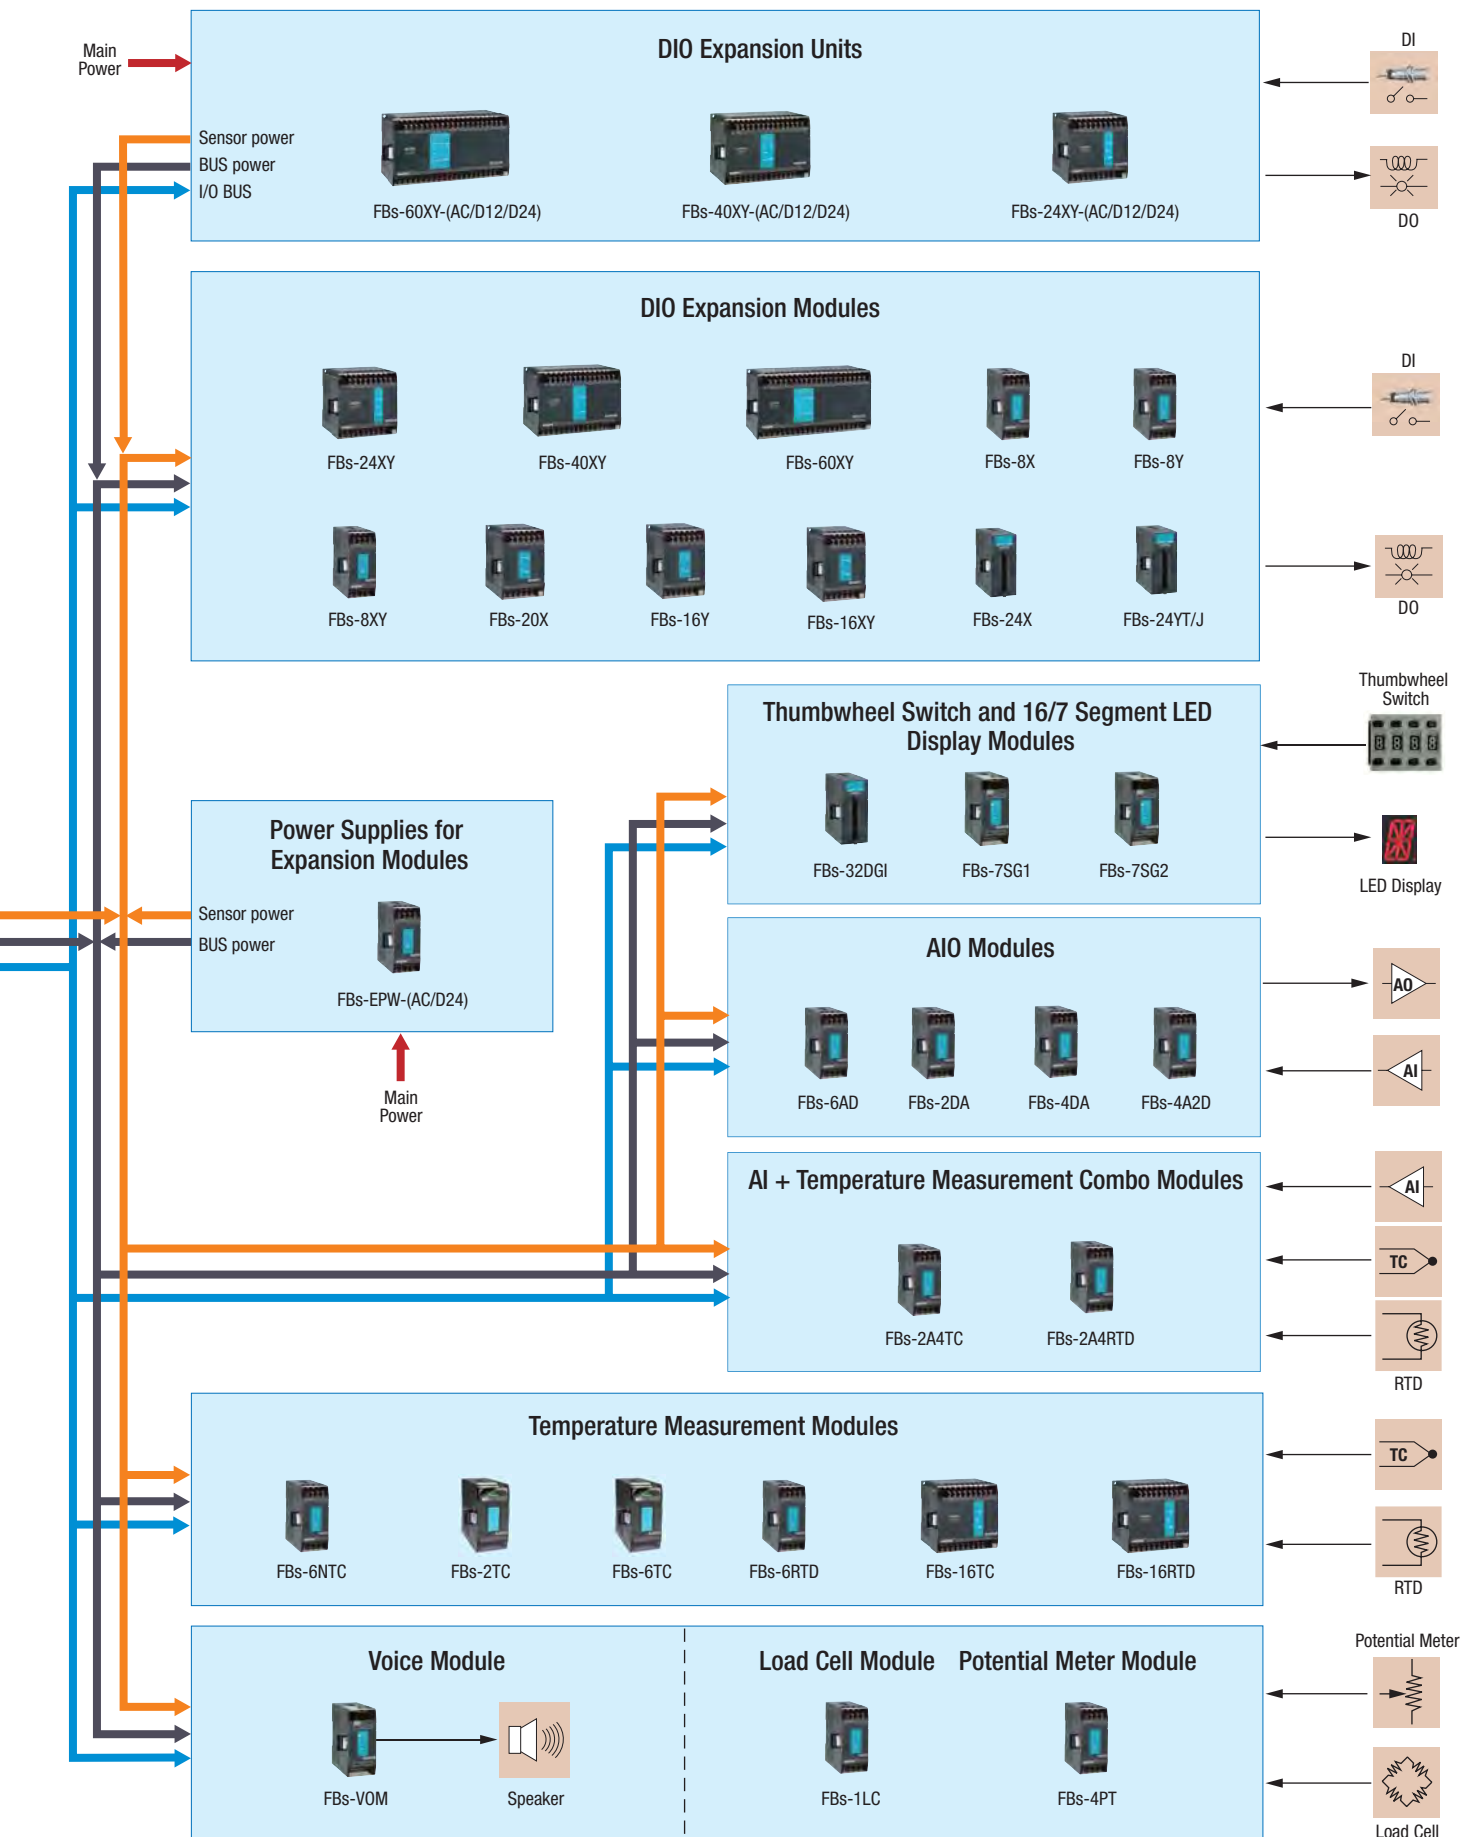 DIO Expansion Units
Main
Power
Sensor power
BUS power
I/O BUS
FBs-60XY-(AC/D12/D24)
FBs-40XY-(AC/D12/D24)
FBs-24XY-(AC/D12/D24)
DI
DO
DIO Expansion Modules
FBs-24XY
FBs-40XY
FBs-60XY
FBs-8X
FBs-8Y
FBs-8XY
FBs-20X
FBs-16Y
FBs-16XY
FBs-24X
FBs-24YT/J
DI
DO
Thumbwheel Switch and 16/7 Segment LED
Display Modules
FBs-32DGI
FBs-7SG1
FBs-7SG2
Thumbwheel
Switch
LED Display
Power Supplies for
Expansion Modules
Sensor power
BUS power
FBs-EPW-(AC/D24)
Main
Power
AIO Modules
FBs-6AD
FBs-2DA
FBs-4DA
FBs-4A2D
AO
AI
AI + Temperature Measurement Combo Modules
FBs-2A4TC
FBs-2A4RTD
AI
TC
RTD
Temperature Measurement Modules
FBs-6NTC
FBs-2TC
FBs-6TC
FBs-6RTD
FBs-16TC
FBs-16RTD
TC
RTD
Voice Module
FBs-VOM
Speaker
Load Cell Module
Potential Meter Module
FBs-1LC
FBs-4PT
Potential Meter
Load Cell